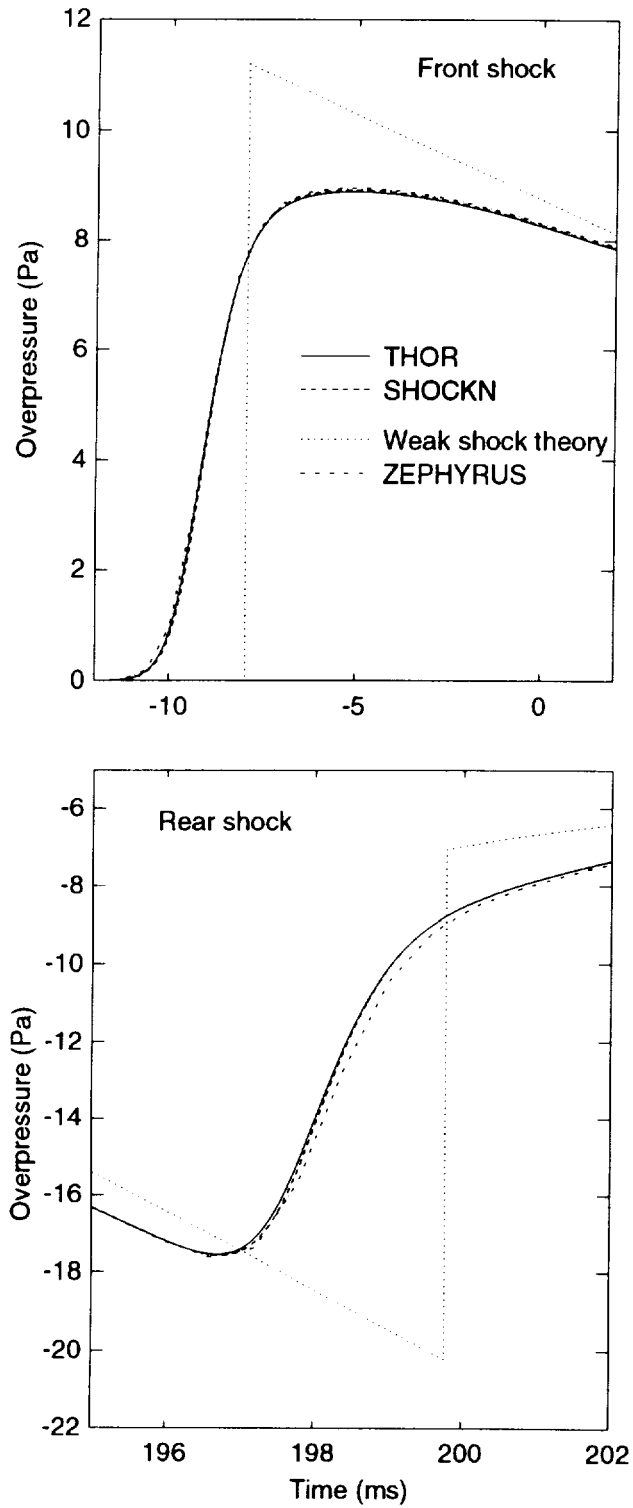 12
10
8
6
4
2
0
Overpressure (Pa)
Front shock
THOR
SHOCKN
Weak shock theory
ZEPHYRUS
-10
-5
0
-6
-8
-10
-12
-14
-16
-18
-20
-22
Overpressure (Pa)
Rear shock
196
198
200
202
Time (ms)